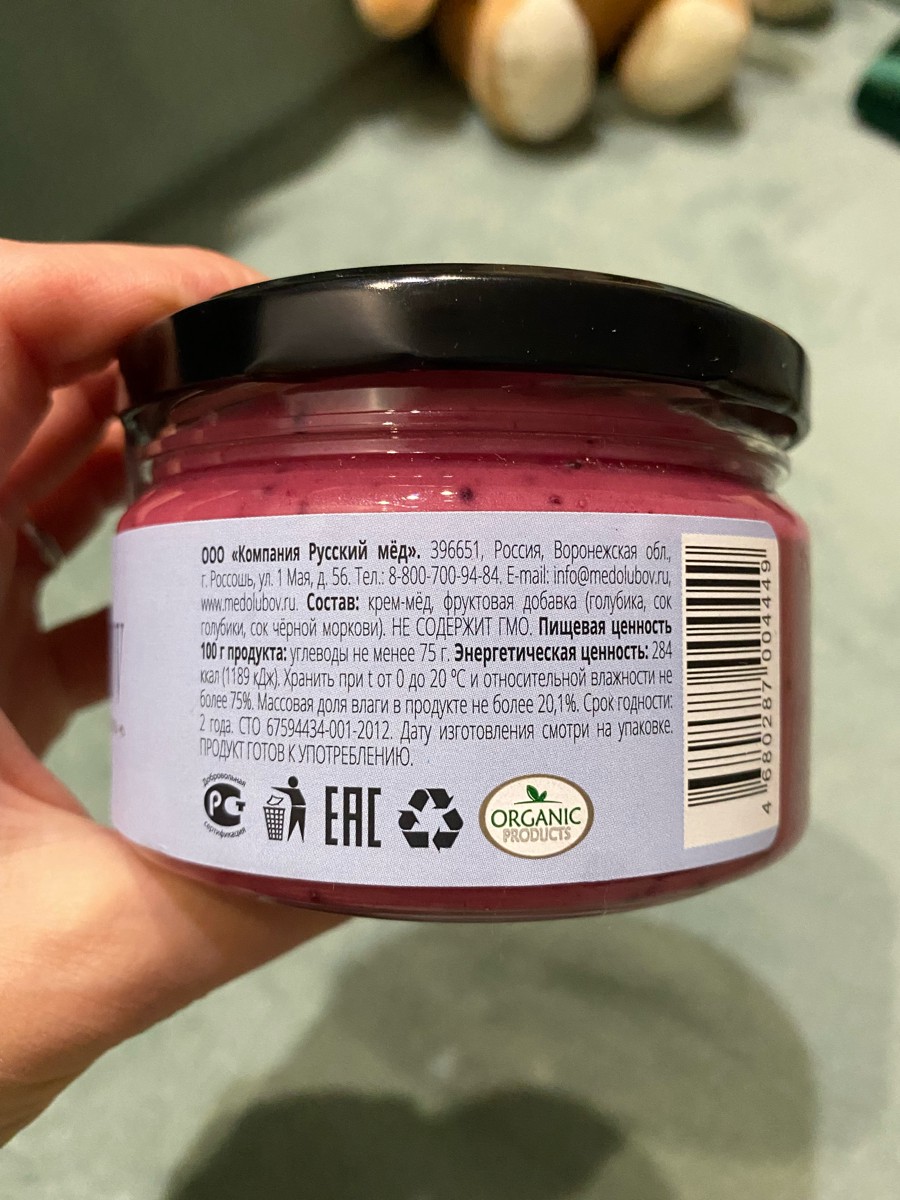 ООО «Компания Русский мёд». 396651, Россия, Воронежская обл.,
г. Россошь, ул. 1 Мая, д. 56. Тел.: 8-800-700-94-84. E-mail: info@medolubov.ru,
www.medolubov.ru. Состав: крем-мёд, фруктовая добавка (голубика, сок
голубики, сок чёрной моркови). НЕ СОДЕРЖИТ ГМО. Пищевая ценность
100 г продукта: углеводы не менее 75 г. Энергетическая ценность: 284
ккал (1189 кДж). Хранить при t от 0 до 20 °С и относительной влажности не
более 75%. Массовая доля влаги в продукте не более 20,1%. Срок годности:
2 года. СТО 67594434-001-2012. Дату изготовления смотри на упаковке.
ПРОДУКТ ГОТОВ К УПОТРЕБЛЕНИЮ.
Добровольная
РСТ
сертификация
EAC
ORGANIC
PRODUCTS
4 680287 004449